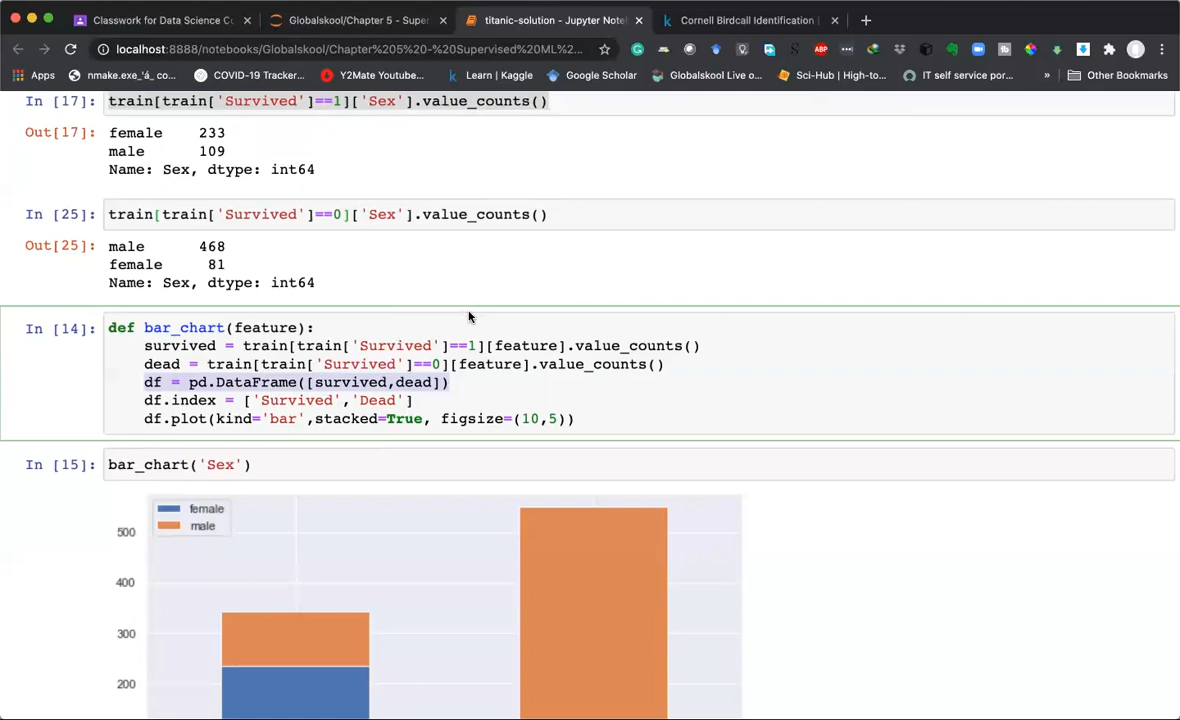 Classwork for Data Science Co
Globalskool/Chapter 5 - Super
titanic-solution - Jupyter Noteb
Cornell Birdcall Identification
localhost:8888/notebooks/Globalskool/Chapter%205%20-%20Supervised%20ML%2...
Apps
nmake.exe_'á_ co...
COVID-19 Tracker...
Y2Mate Youtube...
Learn | Kaggle
Google Scholar
Globalskool Live o...
Sci-Hub | High-to...
IT self service por...
»
Other Bookmarks
In [17]: train[train['Survived']==1]['Sex'].value_counts()
Out[17]: female 233
male 109
Name: Sex, dtype: int64
In [25]: train[train['Survived']==0]['Sex'].value_counts()
Out[25]: male 468
female 81
Name: Sex, dtype: int64
In [14]: def bar_chart(feature):
survived = train[train['Survived']==1][feature].value_counts()
dead = train[train['Survived']==0][feature].value_counts()
df = pd.DataFrame([survived,dead])
df.index = ['Survived','Dead']
df.plot(kind='bar',stacked=True, figsize=(10,5))
In [15]: bar_chart('Sex')
female
male
500
400
300
200